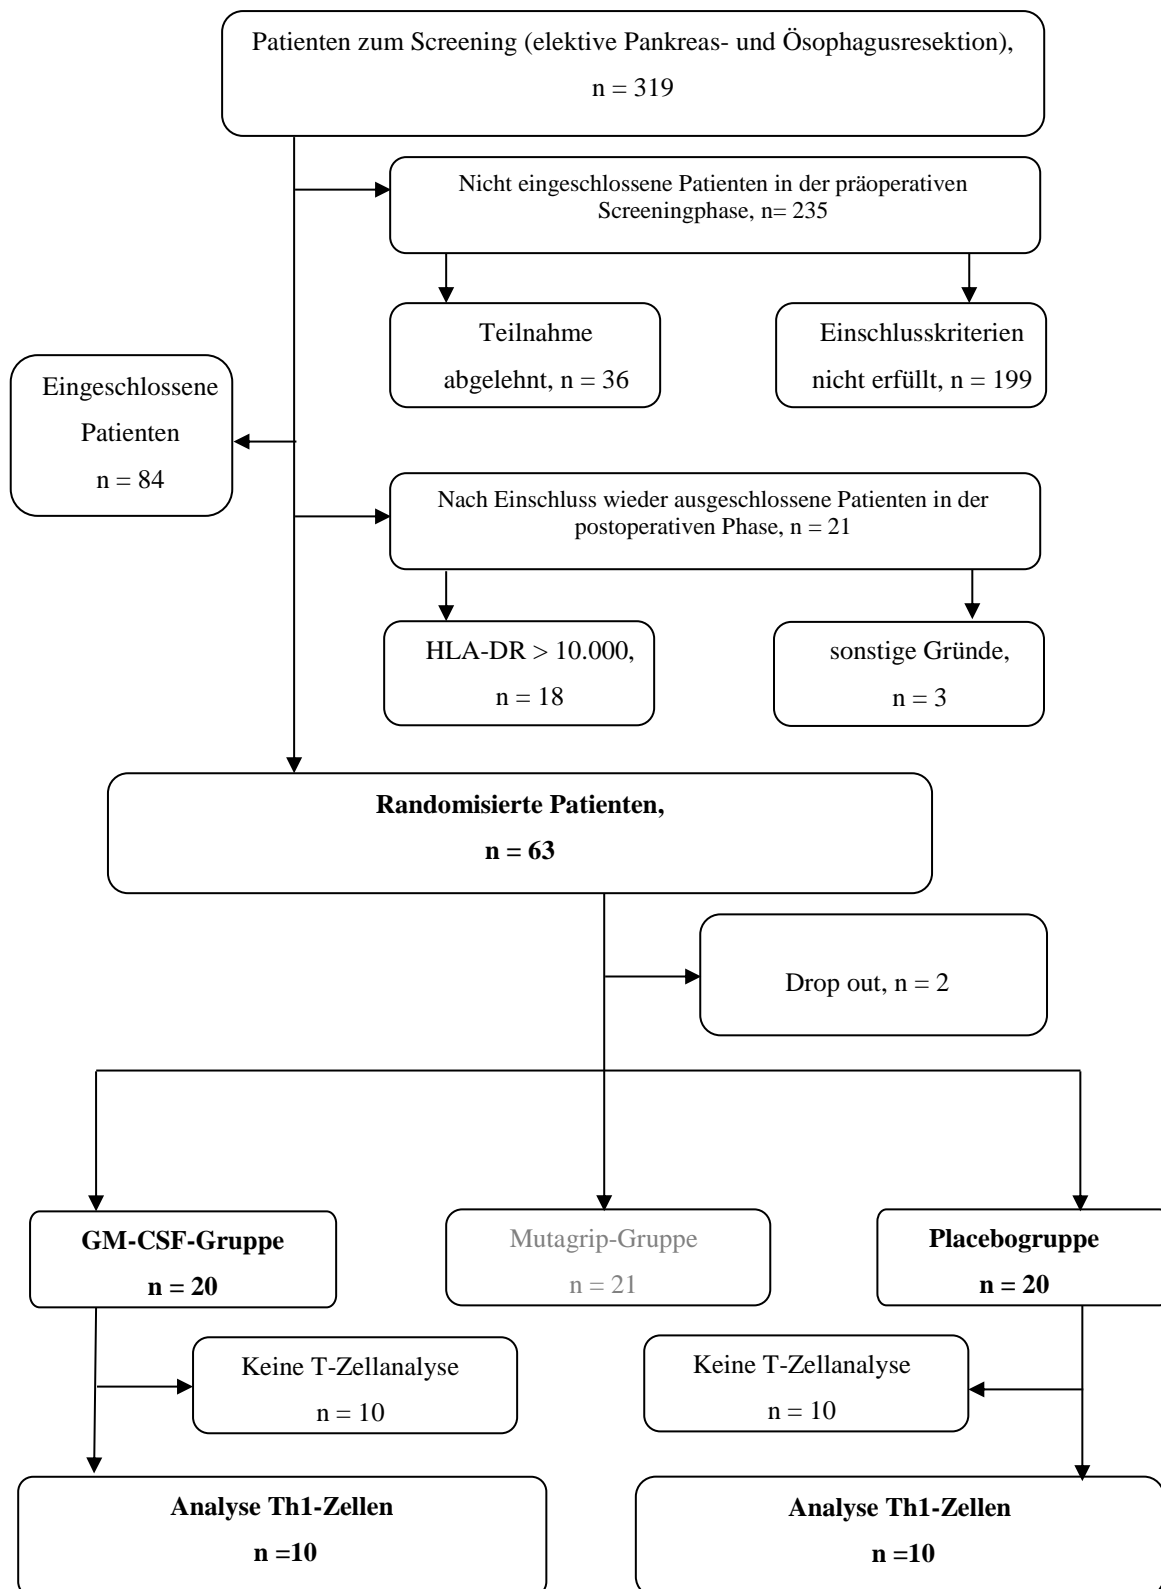 Patienten zum Screening (elektive Pankreas- und Ösophagusresektion),
n = 319
Nicht eingeschlossene Patienten in der präoperativen
Screeningphase, n= 235
Teilnahme
abgelehnt, n = 36
Einschlusskriterien
nicht erfüllt, n = 199
Eingeschlossene
Patienten
n = 84
Nach Einschluss wieder ausgeschlossene Patienten in der
postoperativen Phase, n = 21
HLA-DR > 10.000,
n = 18
sonstige Gründe,
n = 3
Randomisierte Patienten,
n = 63
Drop out, n = 2
GM-CSF-Gruppe
n = 20
Mutagrip-Gruppe
n = 21
Placebogruppe
n = 20
Keine T-Zellanalyse
n = 10
Keine T-Zellanalyse
n = 10
Analyse Th1-Zellen
n =10
Analyse Th1-Zellen
n =10